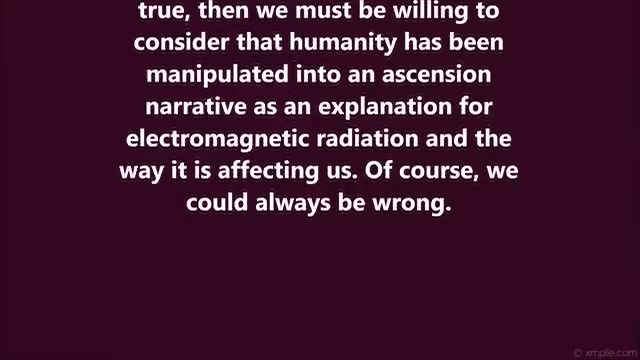 true, then we must be willing to
consider that humanity has been
manipulated into an ascension
narrative as an explanation for
electromagnetic radiation and the
way it is affecting us. Of course, we
could always be wrong.
© xmple.com